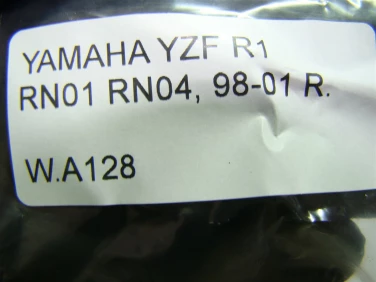 YAMAHA YZF R1
RN01 RN04, 98-01 R.
W.A128